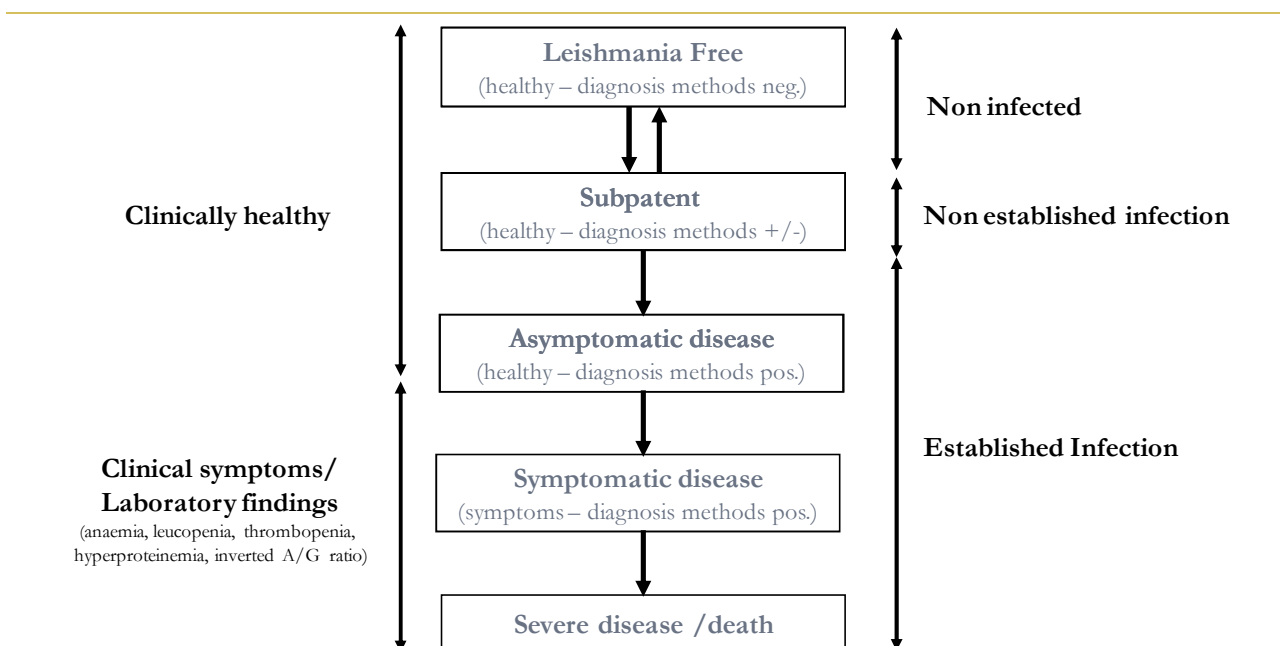 Leishmania Free
(healthy – diagnosis methods neg.)
Non infected
Subpatent
(healthy – diagnosis methods +/-)
Clinically healthy
Non established infection
Asymptomatic disease
(healthy – diagnosis methods pos.)
Established Infection
Clinical symptoms/
Laboratory findings
(anaemia, leucopenia, thrombopenia,
hyperproteinemia, inverted A/G ratio)
Symptomatic disease
(symptoms – diagnosis methods pos.)
Severe disease /death